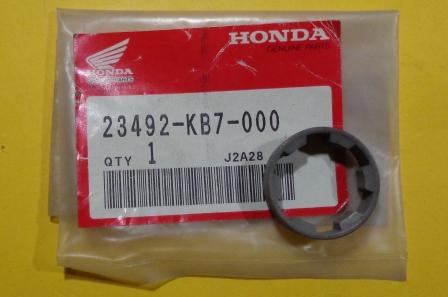 HONDA
HONDA
GENUINE PARTS
23492-KB7-000
QTY 1
J2A28